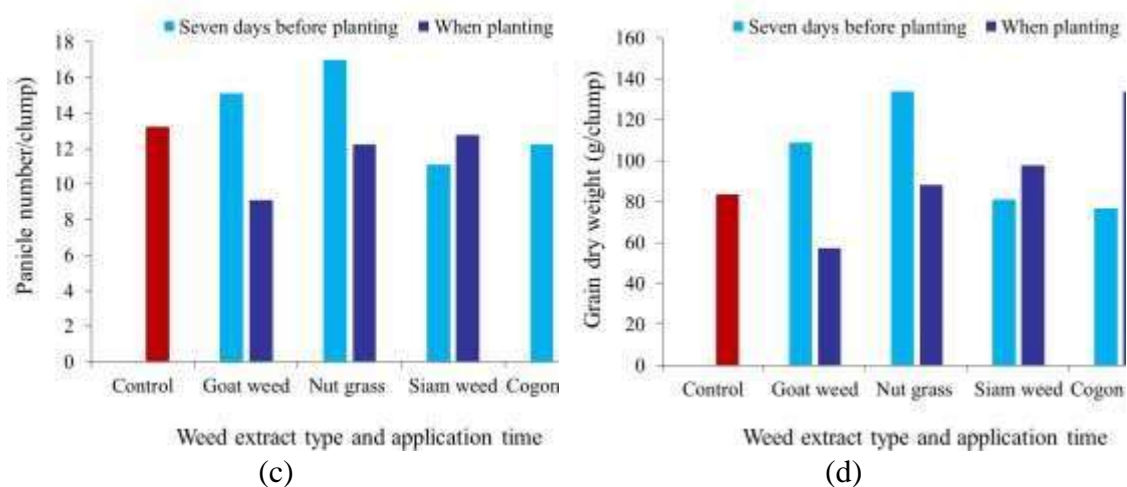 Seven days before planting When planting
18
16
14
12
10
8
6
4
2
0
Panicle number/clump
Control Goat weed Nut grass Siam weed Cogon
Weed extract type and application time
(c)
Seven days before planting When planting
160
140
120
100
80
60
40
20
0
Grain dry weight (g/clump)
Control Goat weed Nut grass Siam weed Cogon
Weed extract type and application time
(d)